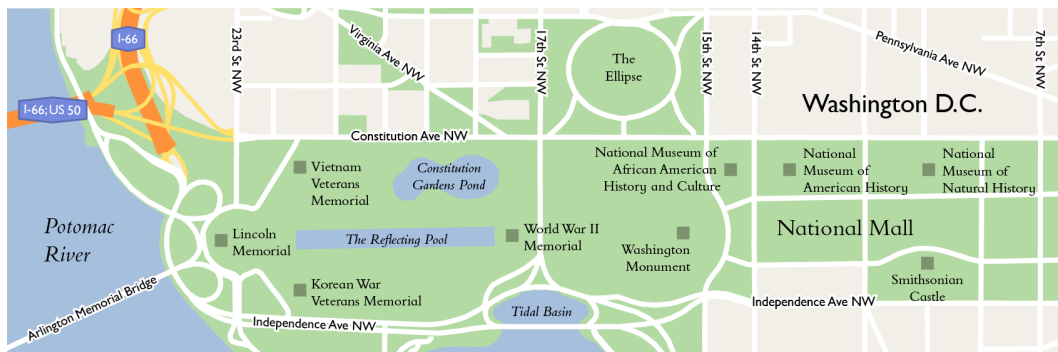 I-66
I-66; US 50
23rd St NW
Virginia Ave NW
17th St NW
The
Ellipse
15th St NW
14th St NW
Pennsylvania Ave NW
7th St NW
Washington D.C.
Constitution Ave NW
Vietnam
Veterans
Memorial
Constitution
Gardens Pond
National Museum of
African American
History and Culture
National
Museum of
American History
National
Museum of
Natural History
Potomac
River
Lincoln
Memorial
The Reflecting Pool
World War II
Memorial
Washington
Monument
National Mall
Korean War
Veterans Memorial
Smithsonian
Castle
Arlington Memorial Bridge
Independence Ave NW
Tidal Basin
Independence Ave NW